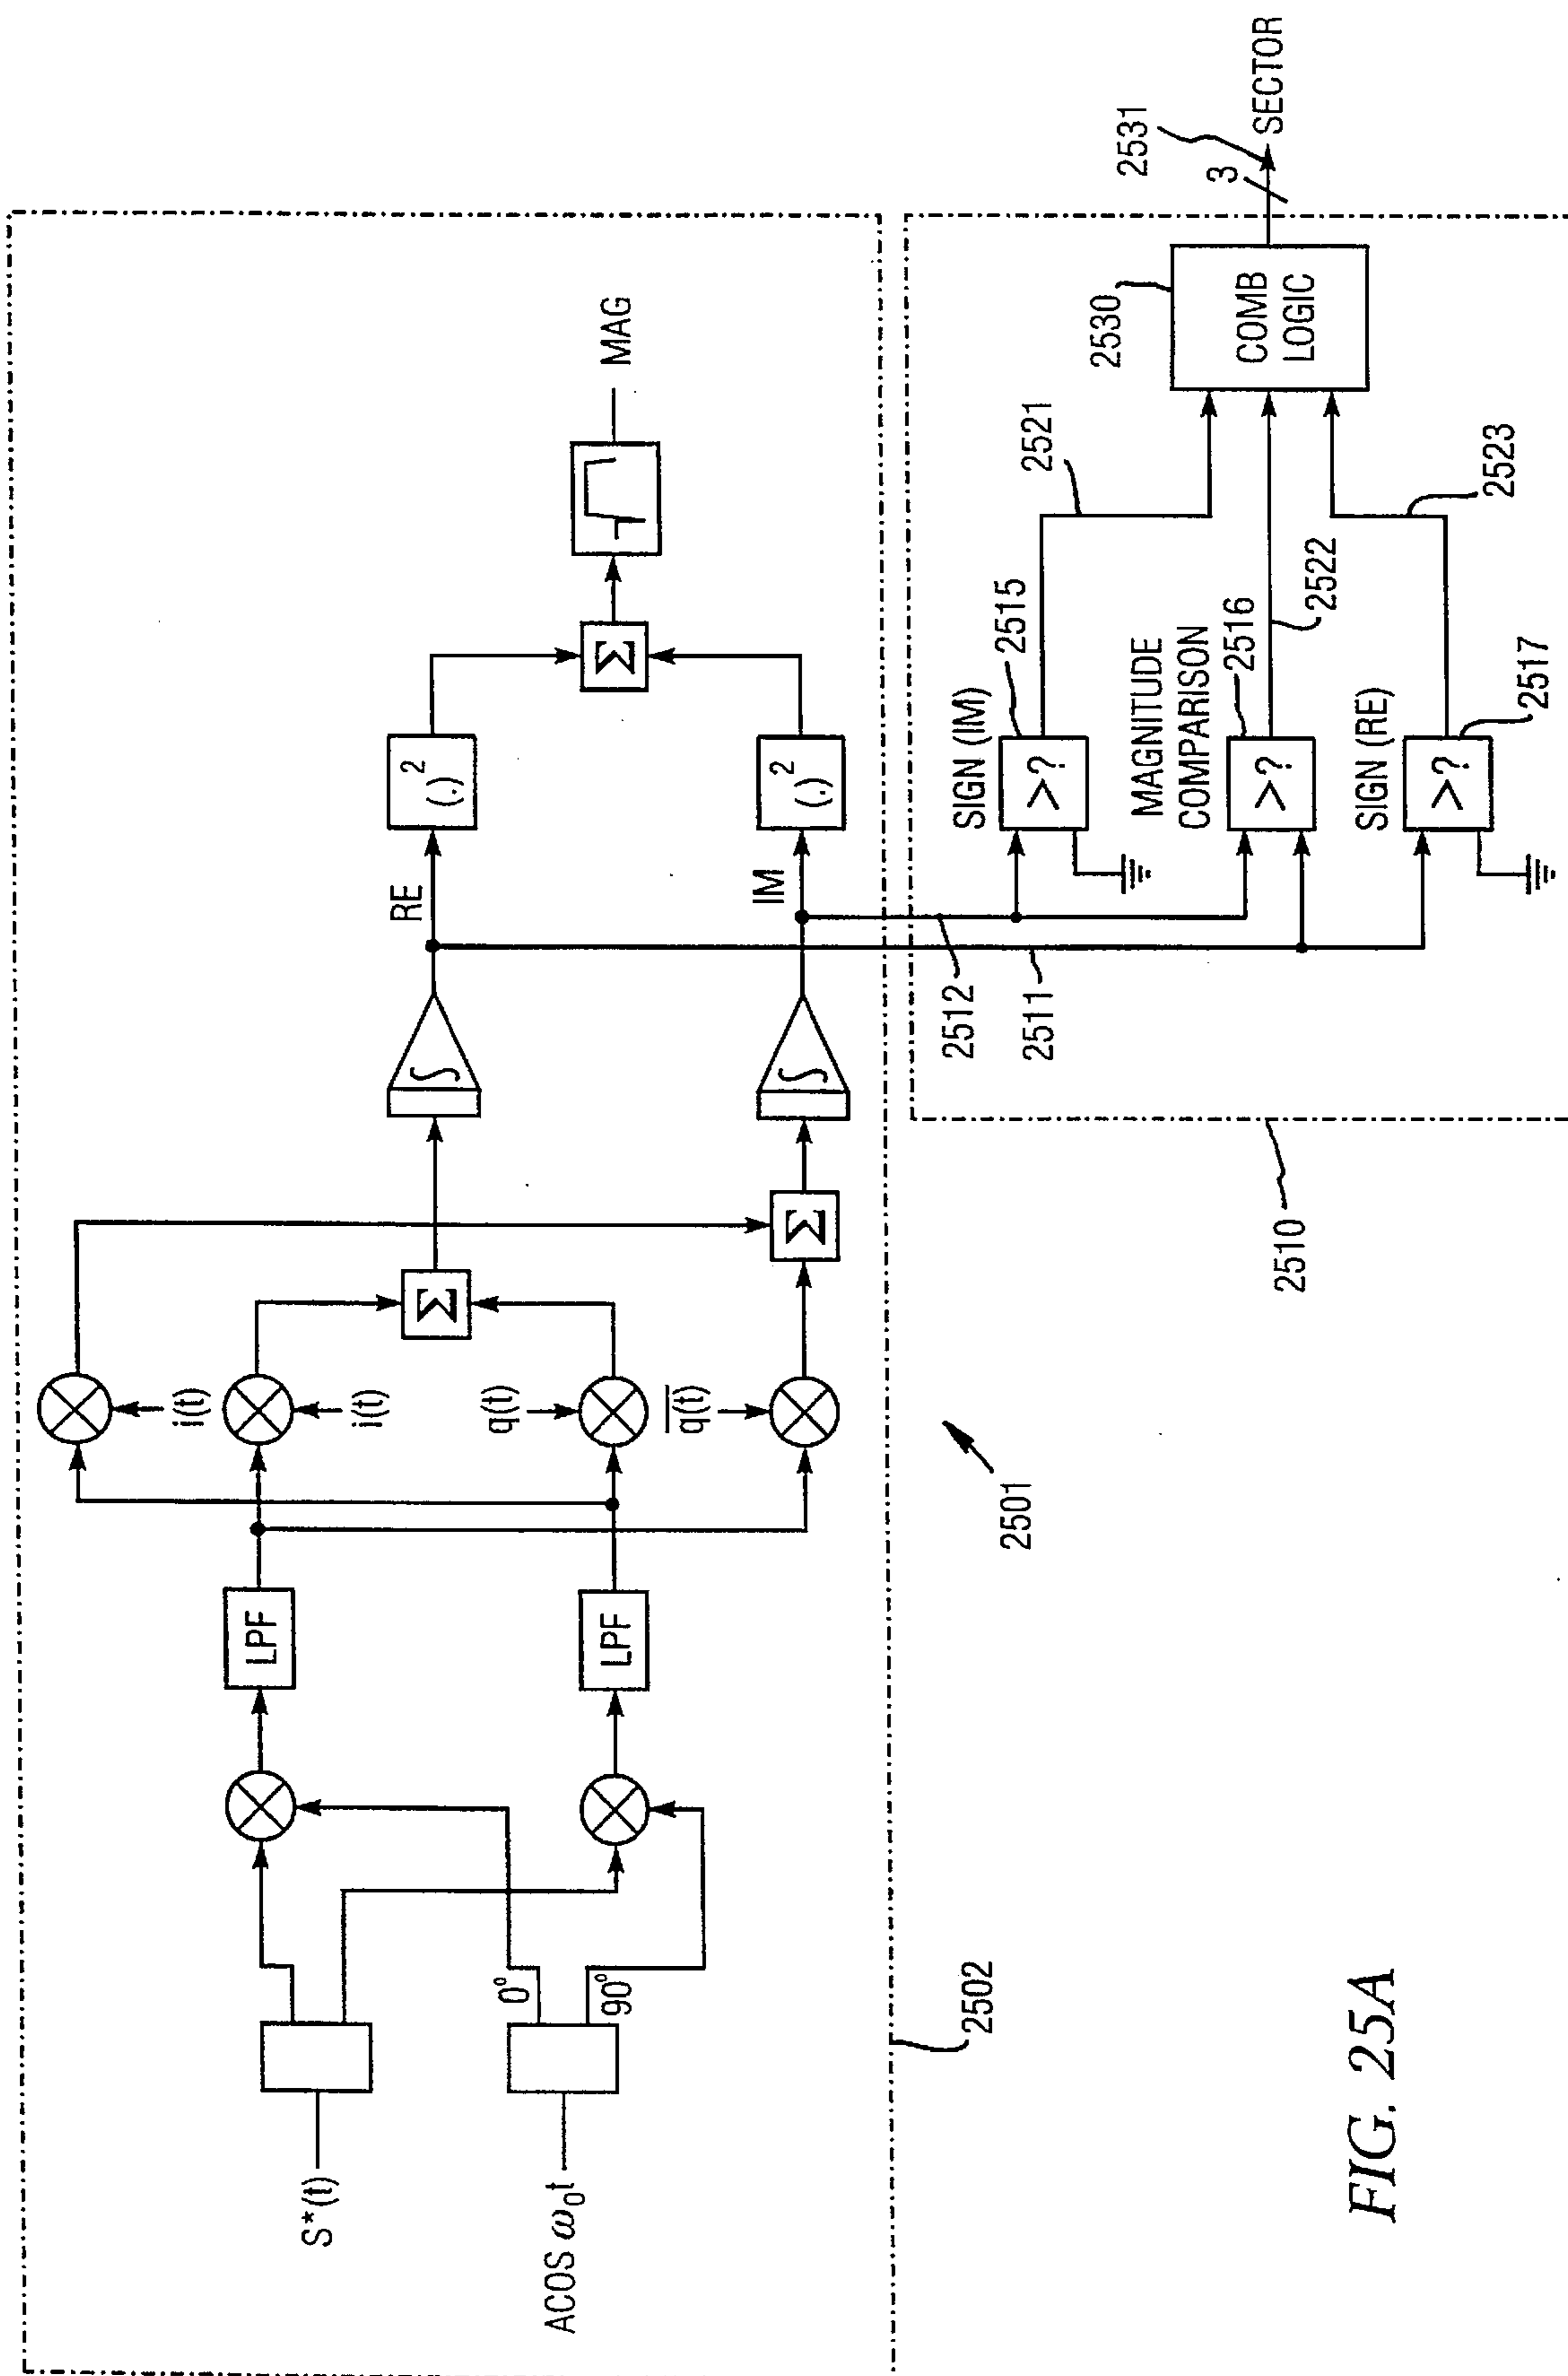 S*(t)
ACOS ω₀t
0°
90°
LPF
LPF
i(t)
i(t)
q(t)
q̅(̅t̅)̅
Σ
Σ
∫
∫
RE
IM
(.)²
(.)²
Σ
MAG
2501
2502
2510
2511
2512
SIGN (IM)
2515
>?
MAGNITUDE
COMPARISON
2516
>?
SIGN (RE)
2517
>?
2521
2522
2523
2530
COMB
LOGIC
3
2531
SECTOR
FIG. 25A